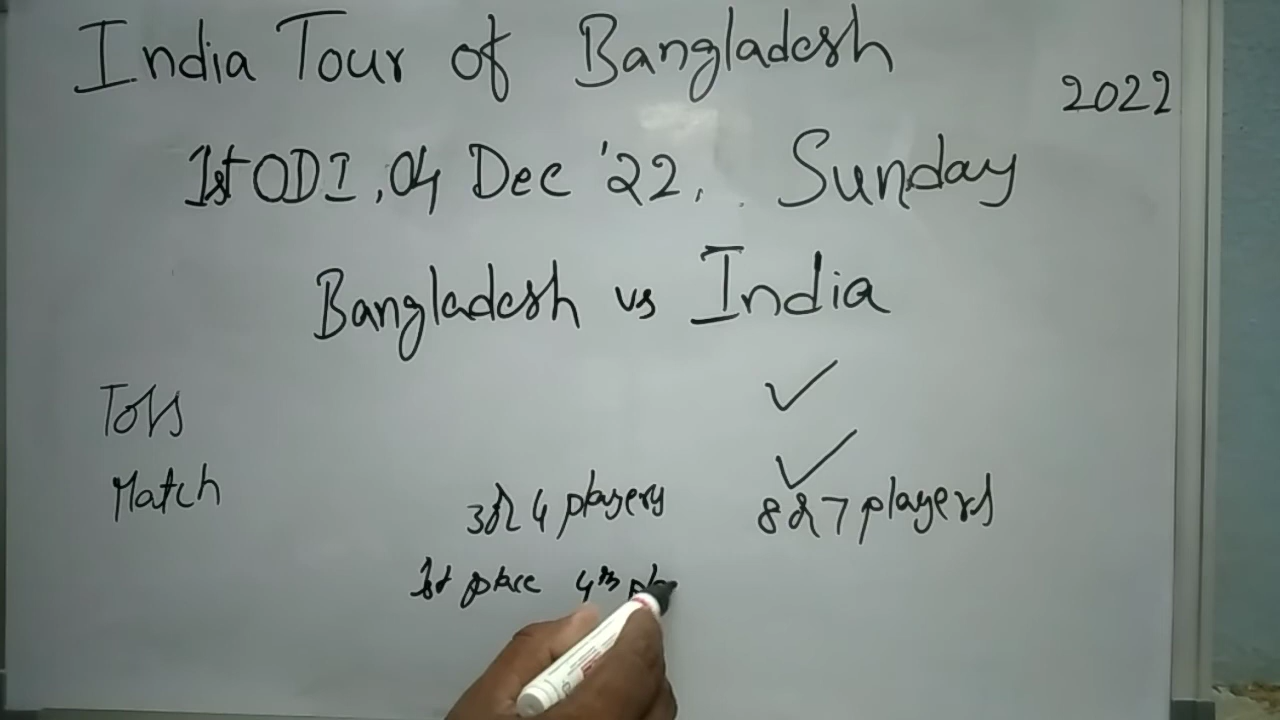 India Tour of Bangladesh
2022
1st ODI, 04 Dec '22, Sunday
Bangladesh vs India
Toss
Match
3 & 4 players 8 & 7 players
1st place 4th pla